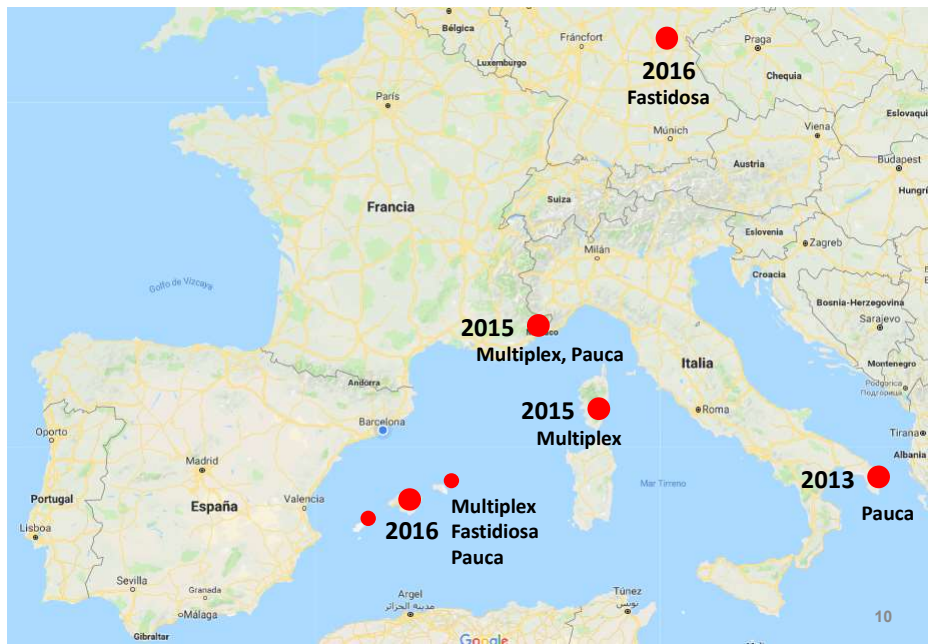 Bélgica
Fráncfort
Praga
Luxemburgo
2016
Chequia
Fastidosa
París
Eslovaquia
Múnich
Viena
Budapest
Austria
Hungrí
Francia
Suiza
Eslovenia
Zagreb
Milán
Croacia
Golfo de Vizcaya
Bosnia-Herzegovina
Sarajevo
2015
Multiplex, Pauca
Italia
Montenegro
Andorra
Podgorica
Подгорица
2015
Roma
Barcelona
Oporto
Multiplex
Tirana
Albania
Madrid
Mar Tirreno
2013
Portugal
España
Valencia
Multiplex
Pauca
Fastidiosa
2016
Lisboa
Pauca
Sevilla
Granada
Argel
مدينة الجزائر
Túnez
تونس
Málaga
10
Gibraltar
Google